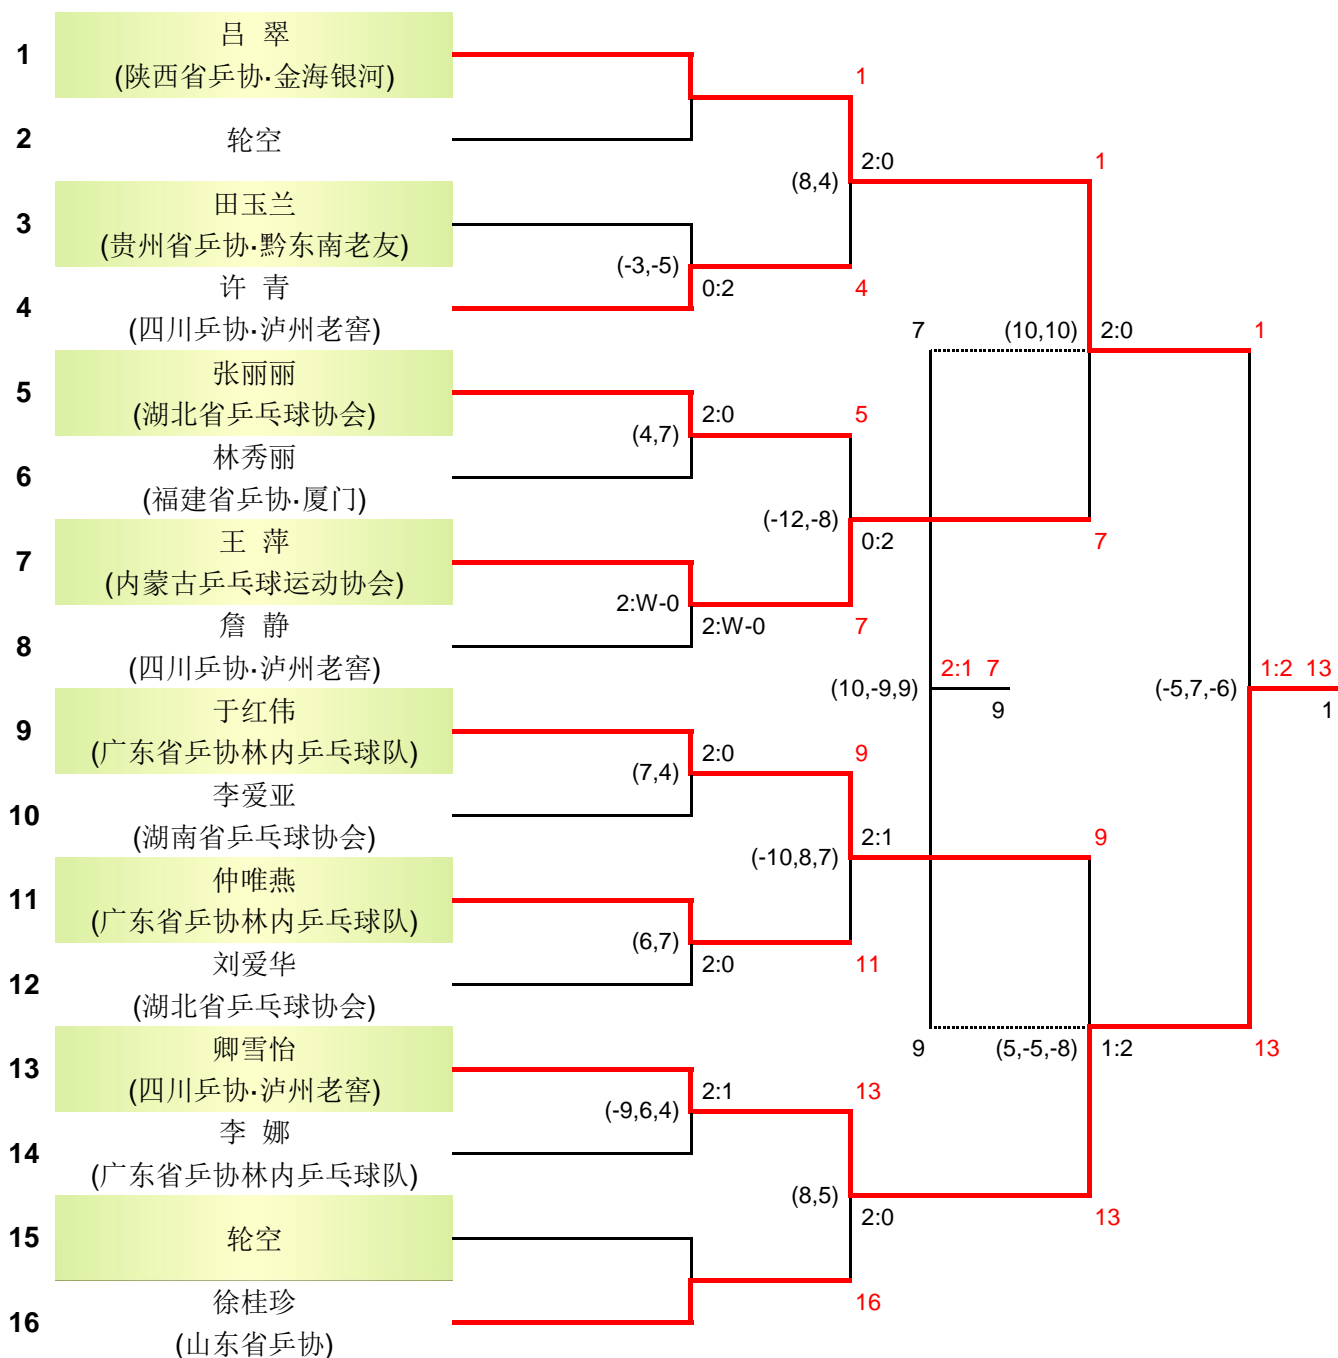 1
吕 翠
(陕西省乒协·金海银河)
2
轮空
3
田玉兰
(贵州省乒协·黔东南老友)
4
许 青
(四川乒协·泸州老窖)
5
张丽丽
(湖北省乒乓球协会)
6
林秀丽
(福建省乒协·厦门)
7
王 萍
(内蒙古乒乓球运动协会)
8
詹 静
(四川乒协·泸州老窖)
9
于红伟
(广东省乒协林内乒乓球队)
10
李爱亚
(湖南省乒乓球协会)
11
仲唯燕
(广东省乒协林内乒乓球队)
12
刘爱华
(湖北省乒乓球协会)
13
卿雪怡
(四川乒协·泸州老窖)
14
李 娜
(广东省乒协林内乒乓球队)
15
轮空
16
徐桂珍
(山东省乒协)
(-3,-5)
0:2
2:0
(4,7)
2:W-0
2:W-0
2:0
(7,4)
(6,7)
2:0
2:1
(-9,6,4)
1
(8,4)
2:0
4
5
(-12,-8)
0:2
7
9
(-10,8,7)
2:1
11
13
(8,5)
2:0
16
1
7
(10,10)
2:0
7
(10,-9,9)
2:1 7
9
9
9
(5,-5,-8)
1:2
13
1
(-5,7,-6)
1:2 13
1
13